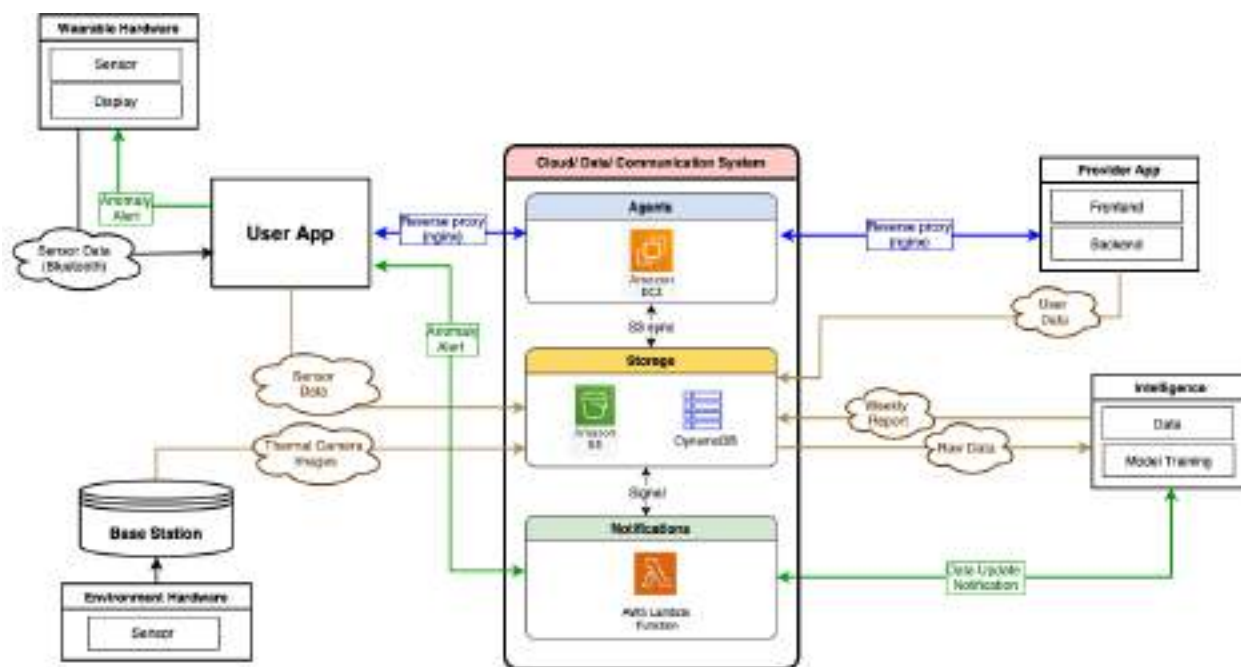 Wearable Hardware
Sensor
Display
Anomaly
Alert
Sensor Data
(Bluetooth)
User App
Reverse proxy
(nginx)
Cloud/ Data/ Communication System
Agents
Amazon
EC2
S3 sync
Reverse proxy
(nginx)
Provider App
Frontend
Backend
User
Data
Anomaly
Alert
Sensor
Data
Storage
Amazon
S3
DynamoDB
Weekly
Report
Raw Data
Intelligence
Data
Model Training
Thermal Camera
Images
Base Station
Signal
Notifications
AWS Lambda
Function
Data Update
Notification
Environment Hardware
Sensor